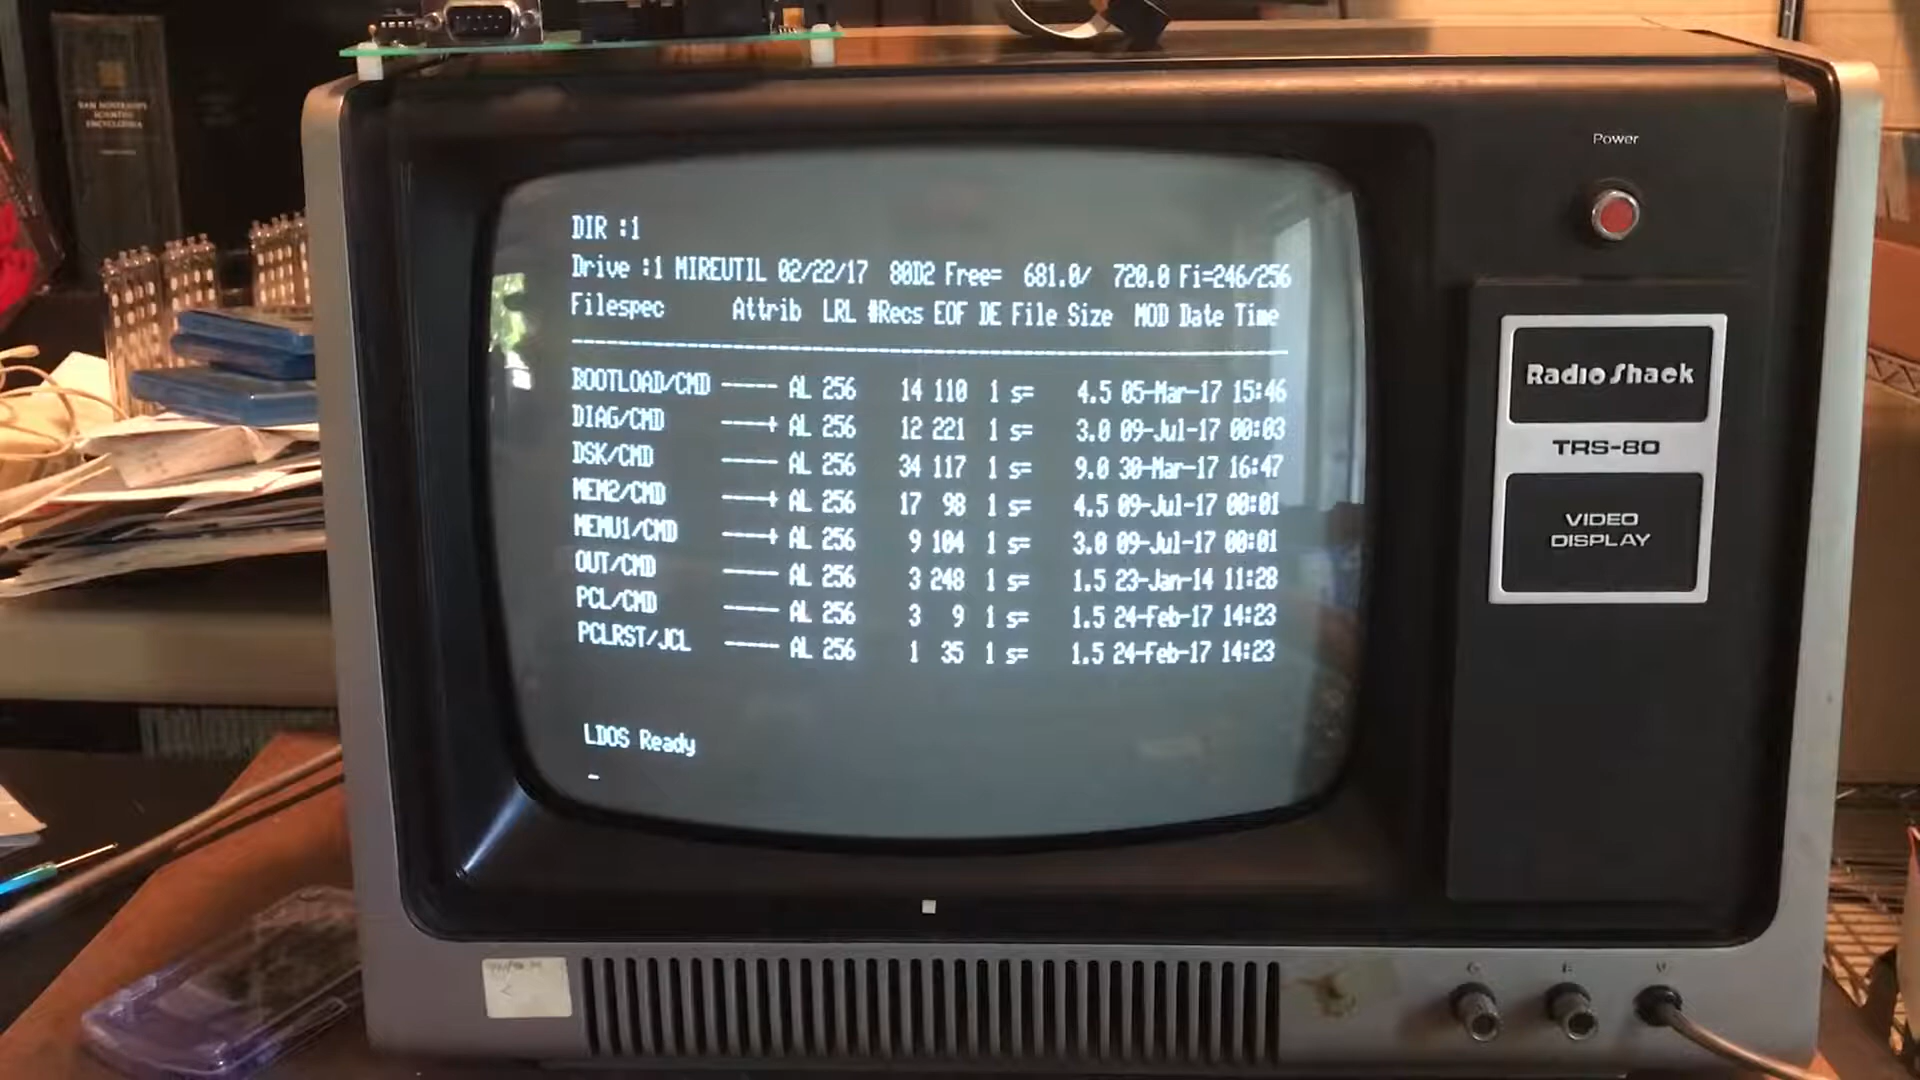 VAN NOSTRAND'S
SCIENTIFIC
ENCYCLOPEDIA
Power
DIR :1
Drive :1 MIREUTIL 02/22/17 80D2 Free= 681.0/ 720.0 Fi=246/256
Filespec Attrib LRL #Recs EOF DE File Size MOD Date Time
------------------------------------------------------------
BOOTLOAD/CMD ----- AL 256 14 110 1 s= 4.5 05-Mar-17 15:46
DIAG/CMD ----+ AL 256 12 221 1 s= 3.0 09-Jul-17 00:03
DSK/CMD ----- AL 256 34 117 1 s= 9.0 30-Mar-17 16:47
MEM2/CMD ----+ AL 256 17 98 1 s= 4.5 09-Jul-17 00:01
MEMU1/CMD ----+ AL 256 9 104 1 s= 3.0 09-Jul-17 00:01
OUT/CMD ----- AL 256 3 248 1 s= 1.5 23-Jan-14 11:28
PCL/CMD ----- AL 256 3 9 1 s= 1.5 24-Feb-17 14:23
PCLRST/JCL ----- AL 256 1 35 1 s= 1.5 24-Feb-17 14:23
LDOS Ready
_
Radio Shack
TRS-80
VIDEO
DISPLAY